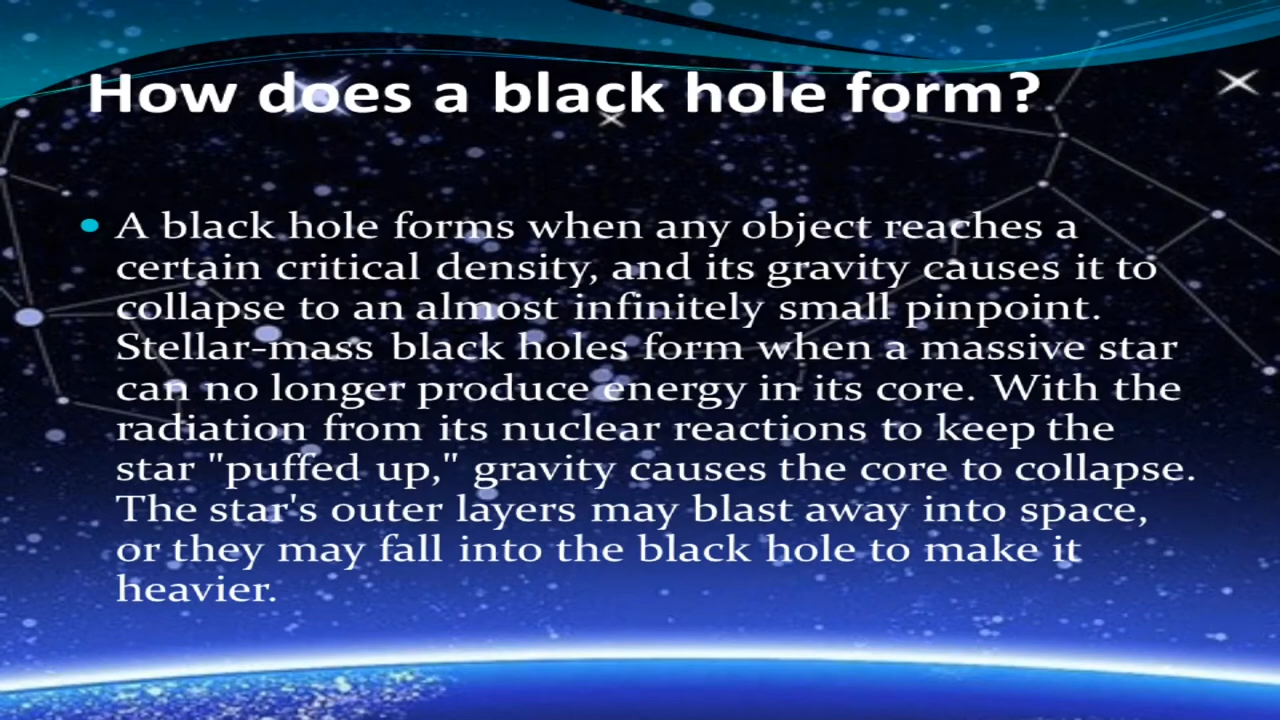 How does a black hole form?
• A black hole forms when any object reaches a
certain critical density, and its gravity causes it to
collapse to an almost infinitely small pinpoint.
Stellar-mass black holes form when a massive star
can no longer produce energy in its core. With the
radiation from its nuclear reactions to keep the
star "puffed up," gravity causes the core to collapse.
The star's outer layers may blast away into space,
or they may fall into the black hole to make it
heavier.